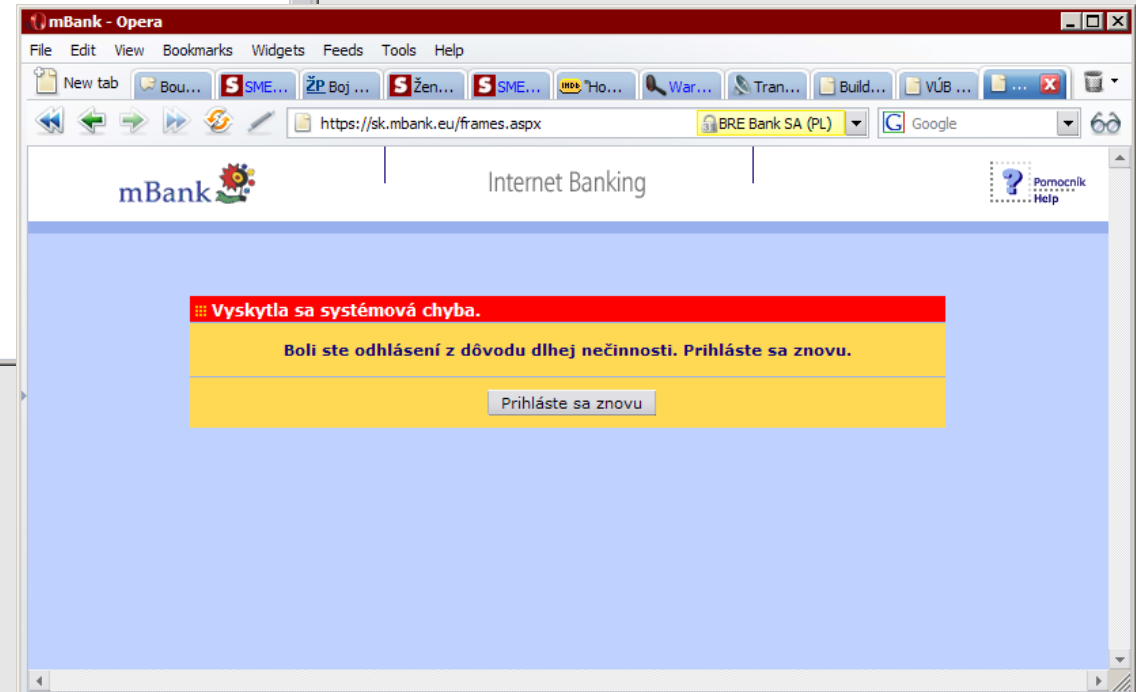 mBank - Opera
File Edit View Bookmarks Widgets Feeds Tools Help
New tab Bou... SME... ŽP Boj ... Žen... SME... "Ho... War... Tran... Build... VÚB ... ...
https://sk.mbank.eu/frames.aspx BRE Bank SA (PL) G Google
mBank Internet Banking ? Pomocník
Help
Vyskytla sa systémová chyba.
Boli ste odhlásení z dôvodu dlhej nečinnosti. Prihláste sa znovu.
Prihláste sa znovu